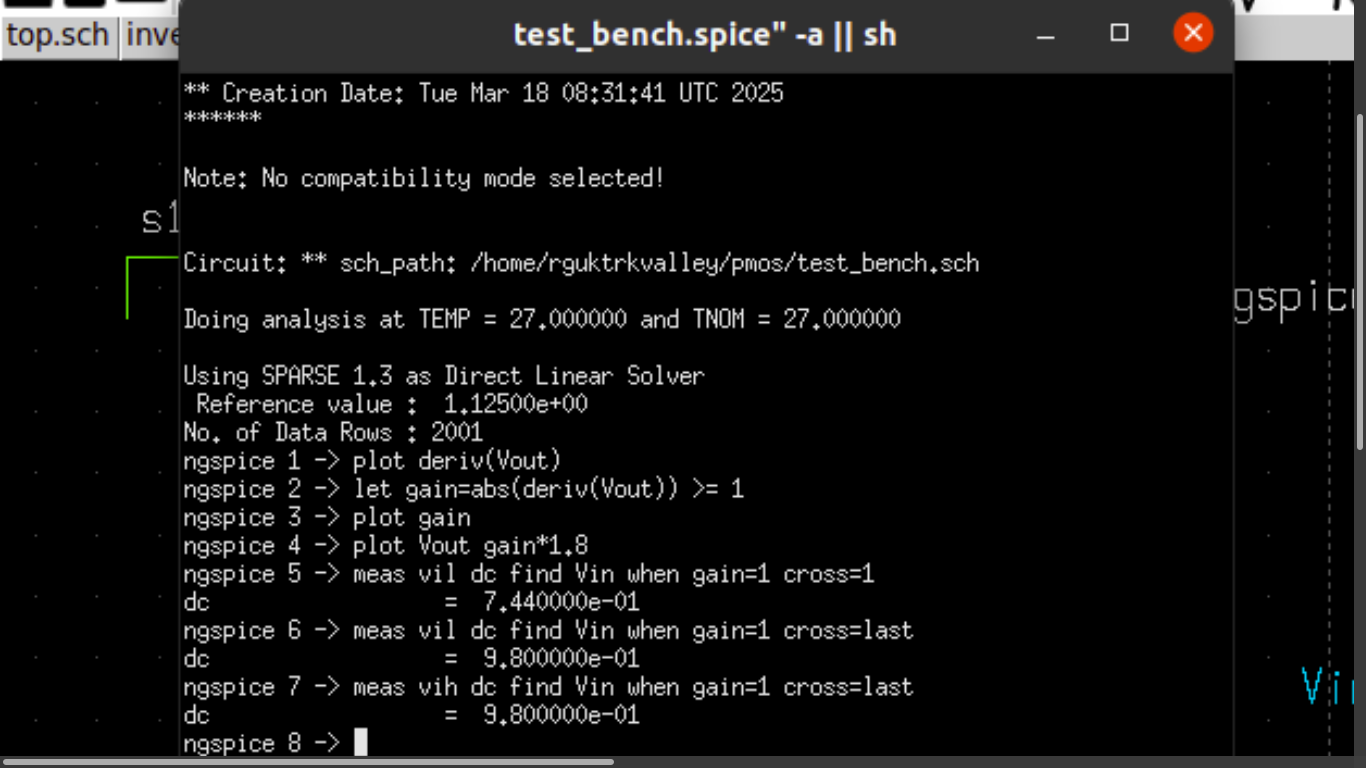 top.sch
inve
test_bench.spice" -a || sh
** Creation Date: Tue Mar 18 08:31:41 UTC 2025
******
Note: No compatibility mode selected!
sl
Circuit: ** sch_path: /home/rguktrkvalley/pmos/test_bench.sch
gspic
Doing analysis at TEMP = 27.000000 and TNOM = 27.000000
Using SPARSE 1.3 as Direct Linear Solver
Reference value : 1.12500e+00
No. of Data Rows : 2001
ngspice 1 -> plot deriv(Vout)
ngspice 2 -> let gain=abs(deriv(Vout)) >= 1
ngspice 3 -> plot gain
ngspice 4 -> plot Vout gain*1.8
ngspice 5 -> meas vil dc find Vin when gain=1 cross=1
dc = 7.440000e-01
ngspice 6 -> meas vil dc find Vin when gain=1 cross=last
dc = 9.800000e-01
ngspice 7 -> meas vih dc find Vin when gain=1 cross=last
Vi
dc = 9.800000e-01
ngspice 8 ->